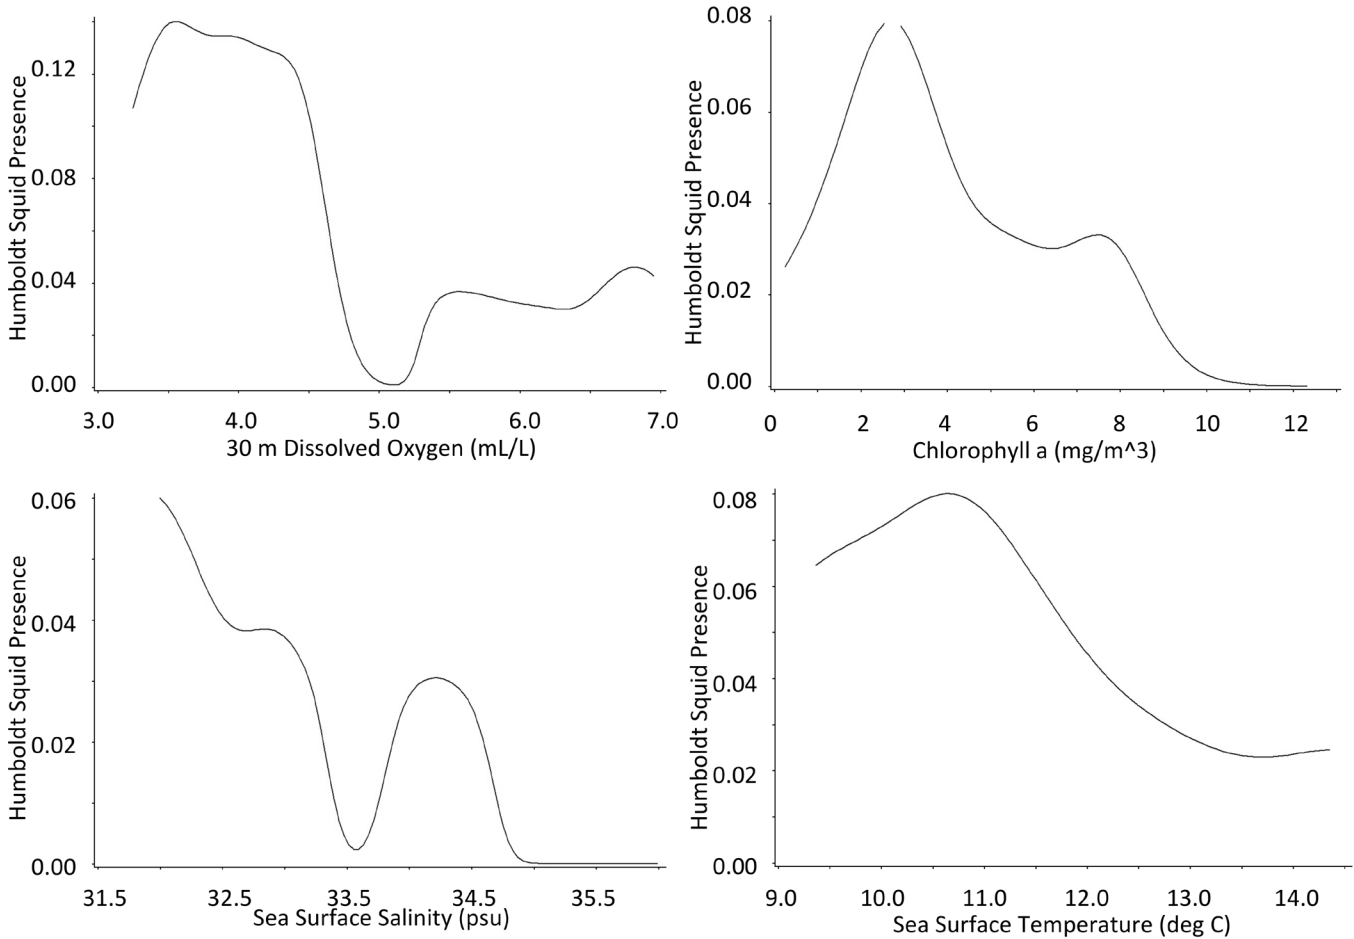 Humboldt Squid Presence
0.12
0.08
0.04
0.00
3.0 4.0 5.0 6.0 7.0
30 m Dissolved Oxygen (mL/L)
Humboldt Squid Presence
0.08
0.06
0.04
0.02
0.00
0 2 4 6 8 10 12
Chlorophyll a (mg/m^3)
Humboldt Squid Presence
0.06
0.04
0.02
0.00
31.5 32.5 33.5 34.5 35.5
Sea Surface Salinity (psu)
Humboldt Squid Presence
0.08
0.06
0.04
0.02
0.00
9.0 10.0 11.0 12.0 13.0 14.0
Sea Surface Temperature (deg C)